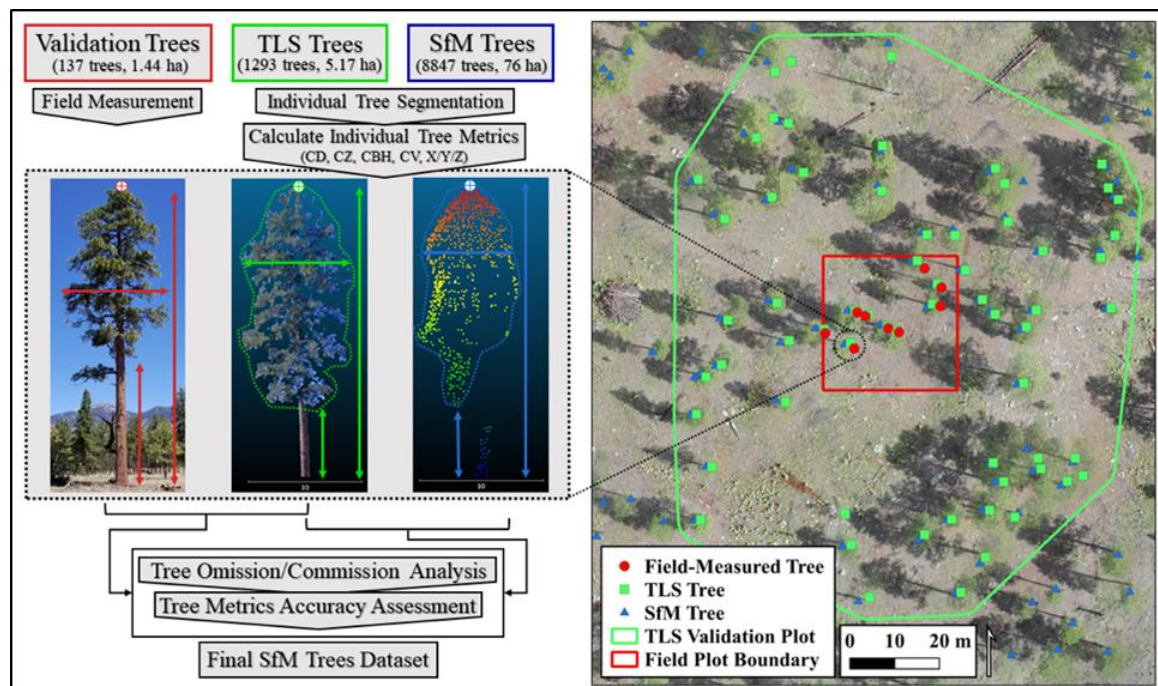 Validation Trees
(137 trees, 1.44 ha)
TLS Trees
(1293 trees, 5.17 ha)
SfM Trees
(8847 trees, 76 ha)
Field Measurement
Individual Tree Segmentation
Calculate Individual Tree Metrics
(CD, CZ, CBH, CV, X/Y/Z)
10
10
Tree Omission/Commission Analysis
Tree Metrics Accuracy Assessment
Final SfM Trees Dataset
Field-Measured Tree
TLS Tree
SfM Tree
TLS Validation Plot
Field Plot Boundary
0 10 20 m